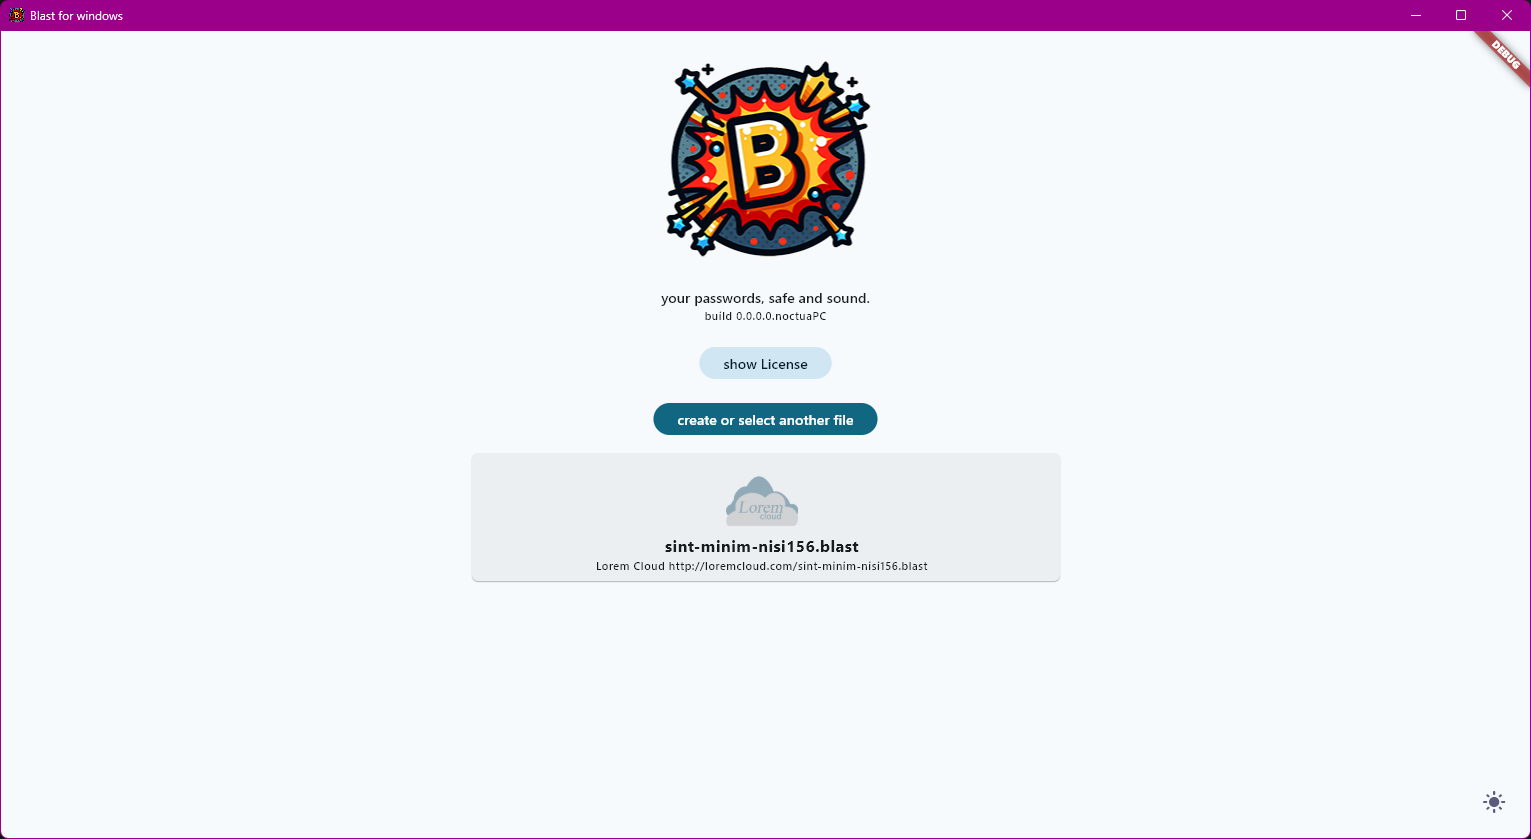 Blast for windows
DEBUG
B
your passwords, safe and sound.
build 0.0.0.0.noctuaPC
show License
create or select another file
Lorem
cloud
sint-minim-nisi156.blast
Lorem Cloud http://loremcloud.com/sint-minim-nisi156.blast